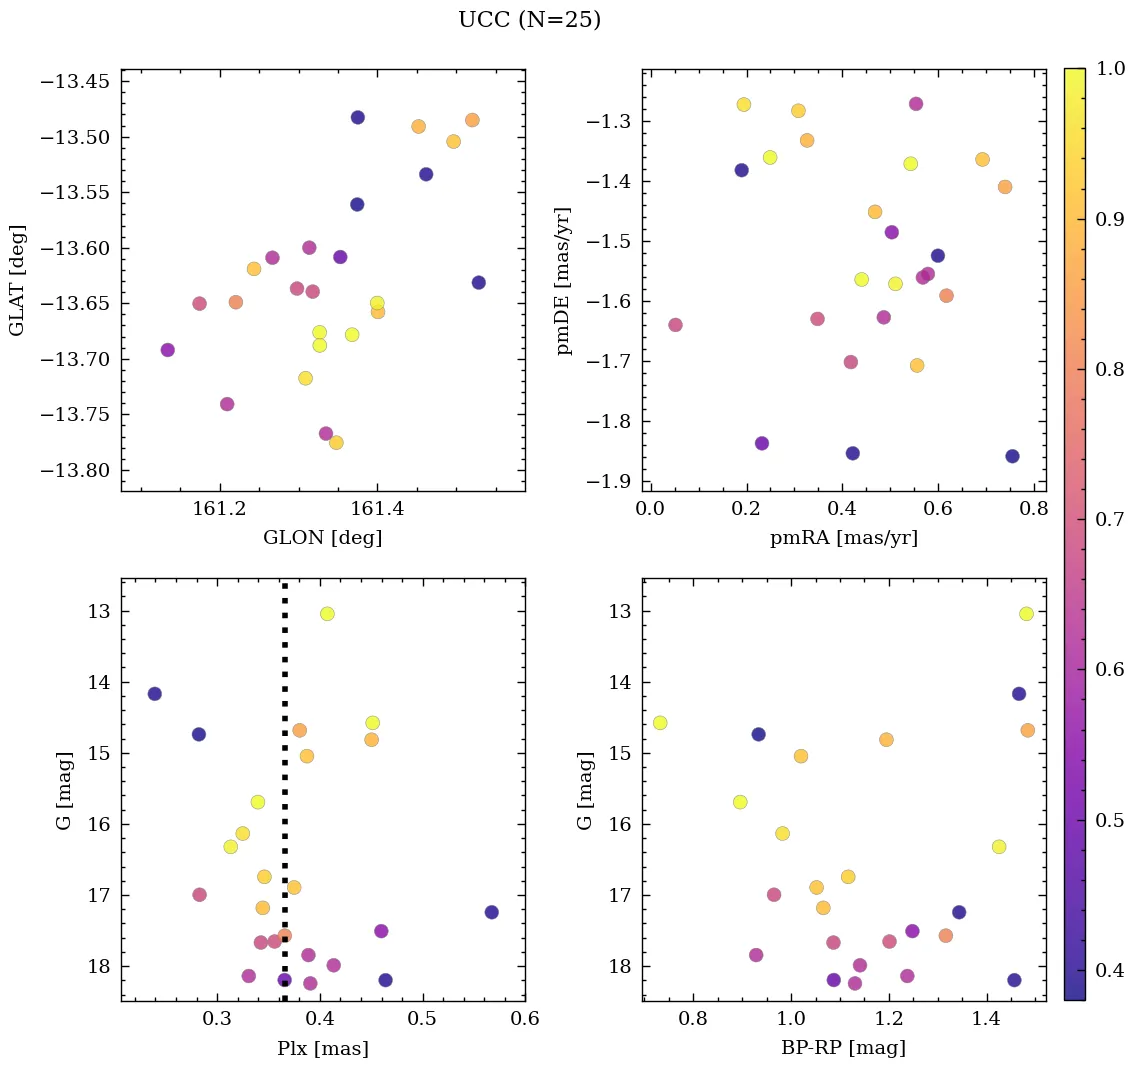 UCC (N=25)
−13.45
−13.50
−13.55
−13.60
−13.65
−13.70
−13.75
−13.80
GLAT [deg]
161.2 161.4
GLON [deg]
−1.3
−1.4
−1.5
−1.6
−1.7
−1.8
−1.9
pmDE [mas/yr]
0.0 0.2 0.4 0.6 0.8
pmRA [mas/yr]
13
14
15
16
17
18
G [mag]
0.3 0.4 0.5 0.6
Plx [mas]
13
14
15
16
17
18
G [mag]
0.8 1.0 1.2 1.4
BP-RP [mag]
1.0
0.9
0.8
0.7
0.6
0.5
0.4